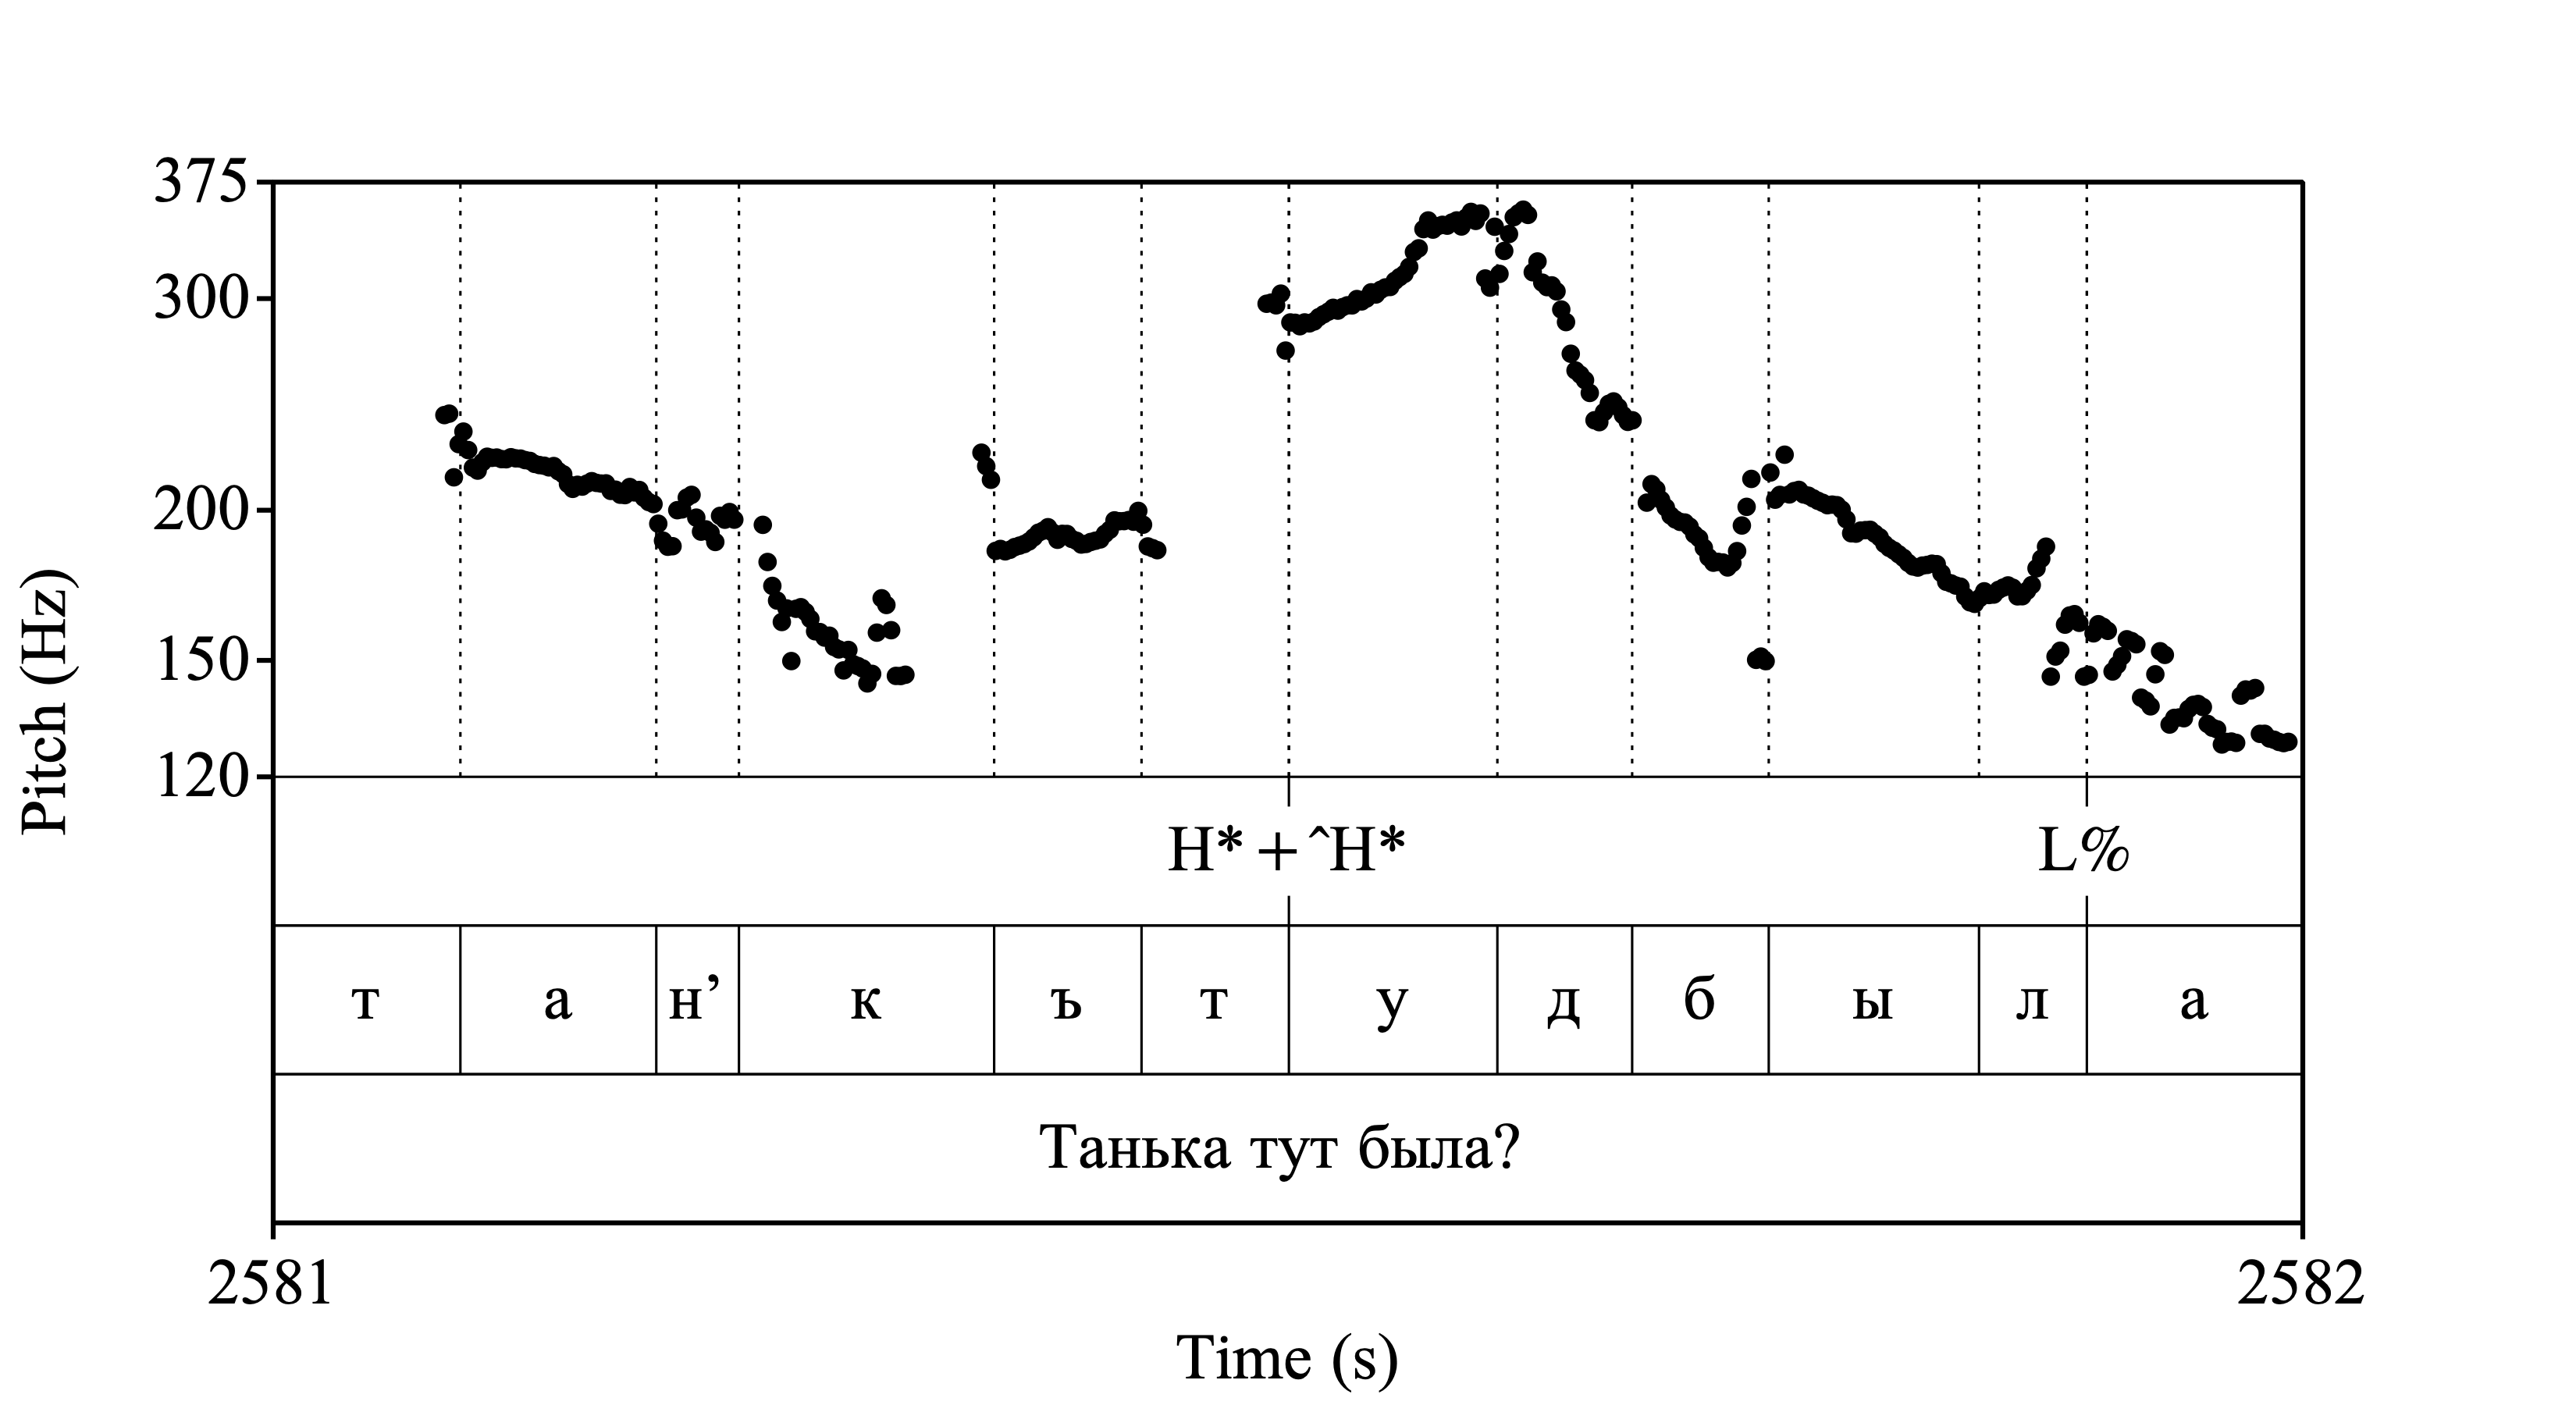 375
300
200
150
120
Pitch (Hz)
H* + ˆH* L%
т а н’ к ъ т у д б ы л а
Танька тут была?
2581 2582
Time (s)